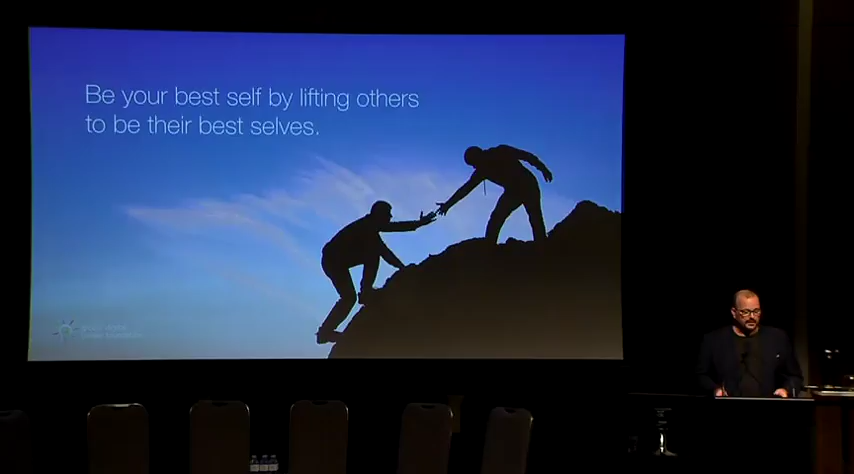 Be your best self by lifting others
to be their best selves.